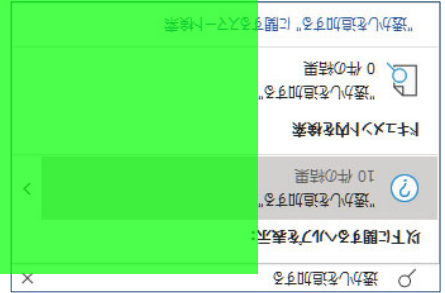 透かしを追加する
以下に関するヘルプを表示:
"透かしを追加する。"
10 件の結果
ドキュメント内を検索
"透かしを追加する。"
0 件の結果
"透かしを追加する" に関するスマート検索